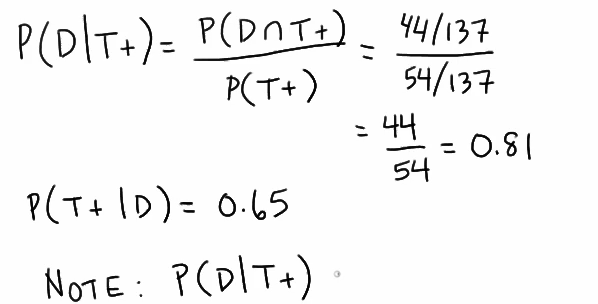 P(D|T+) = P(D∩T+) / P(T+) = 44/137 / 54/137
= 44/54 = 0.81
P(T+|D) = 0.65
NOTE: P(D|T+)